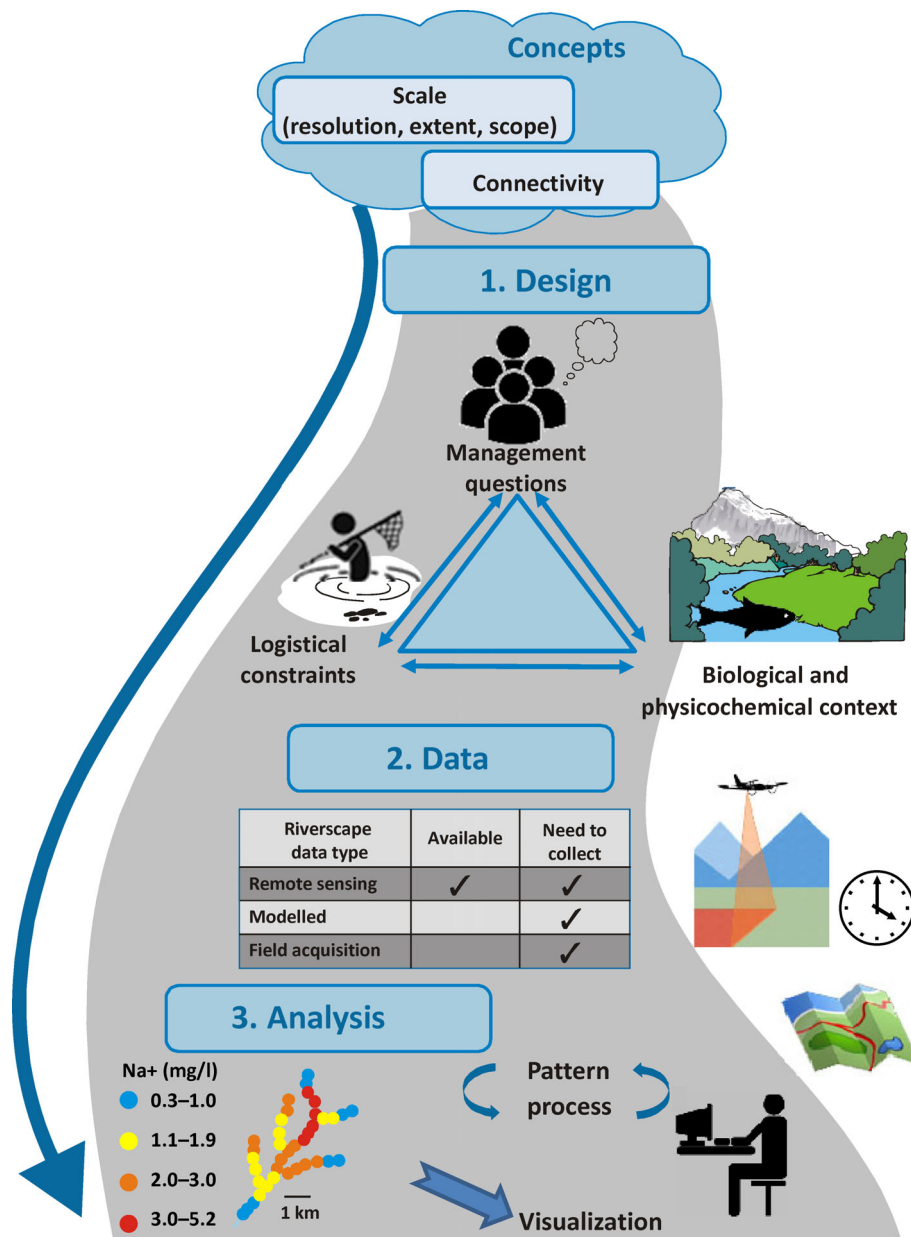 Concepts
Scale
(resolution, extent, scope)
Connectivity
1. Design
Management
questions
Logistical
constraints
Biological and
physicochemical context
2. Data
Riverscape
data type
Available
Need to
collect
Remote sensing ✓ ✓
Modelled ✓
Field acquisition ✓
3. Analysis
Na+ (mg/l)
0.3–1.0
1.1–1.9
2.0–3.0
3.0–5.2
1 km
Pattern
process
Visualization